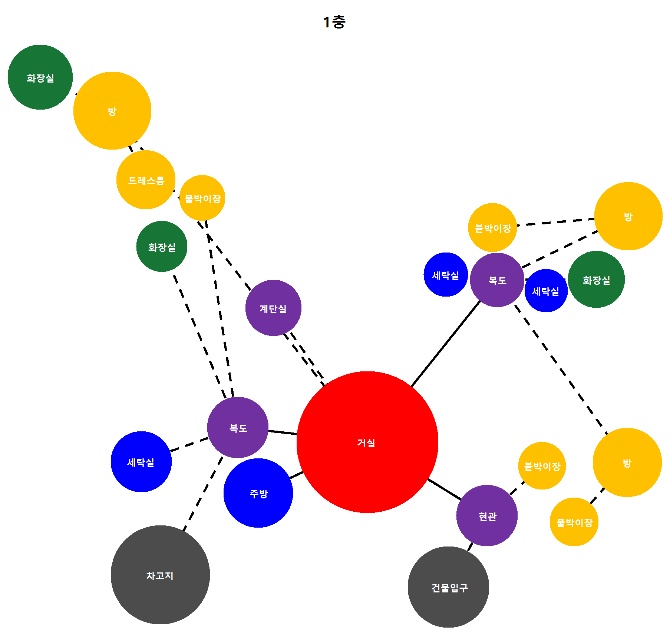 1층
화장실
방
드레스룸
붙박이장
화장실
계단실
붙박이장
방
세탁실
복도
세탁실
화장실
복도
거실
세탁실
주방
붙박이장
방
현관
붙박이장
차고지
건물입구